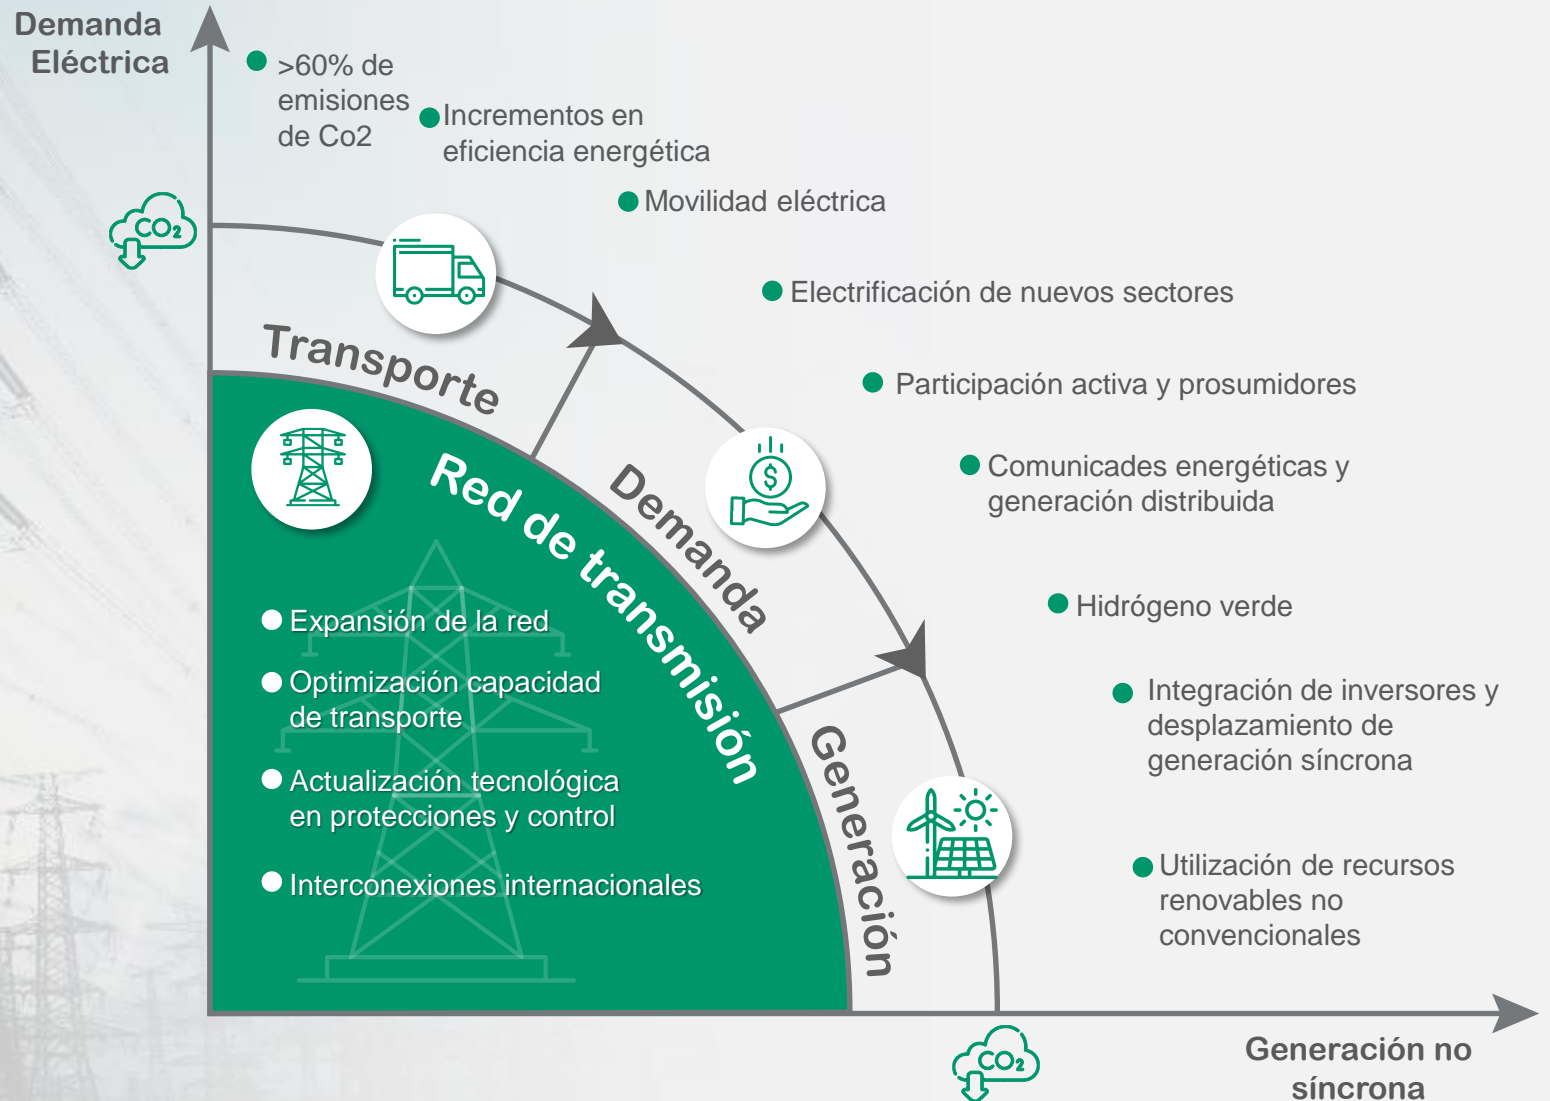 Demanda
Eléctrica
>60% de
emisiones
de Co2
Incrementos en
eficiencia energética
Movilidad eléctrica
Electrificación de nuevos sectores
Participación activa y prosumidores
Comunicades energéticas y
generación distribuida
Hidrógeno verde
Integración de inversores y
desplazamiento de
generación síncrona
Utilización de recursos
renovables no
convencionales
CO2
Transporte
Demanda
$
Generación
Red de transmisión
Expansión de la red
Optimización capacidad
de transporte
Actualización tecnológica
en protecciones y control
Interconexiones internacionales
CO2
Generación no
síncrona